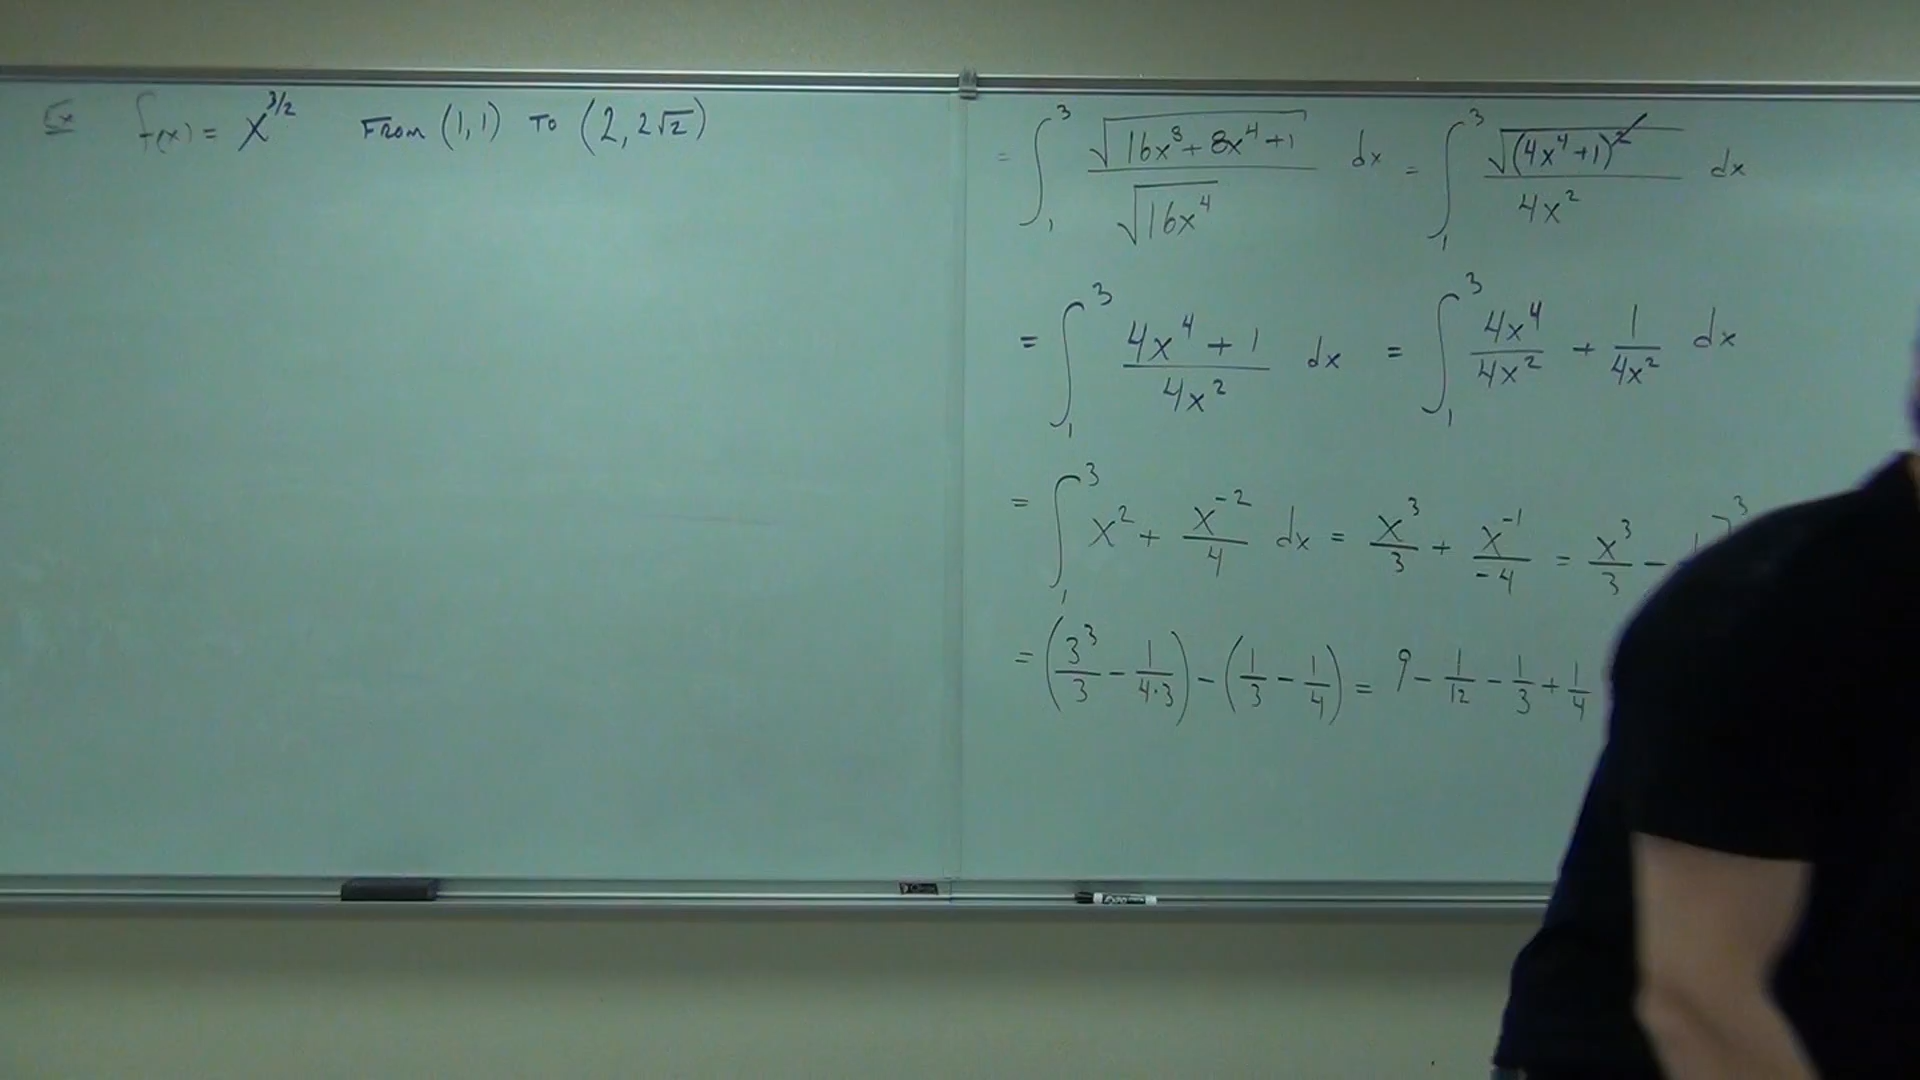 Ex f(x) = x^{3/2} FROM (1,1) TO (2, 2√2)
= ∫_1^3 √(16x^8 + 8x^4 + 1) / √(16x^4) dx = ∫_1^3 √((4x^4 + 1)^2) / 4x^2 dx
= ∫_1^3 (4x^4 + 1) / 4x^2 dx = ∫_1^3 4x^4 / 4x^2 + 1 / 4x^2 dx
= ∫_1^3 x^2 + x^{-2} / 4 dx = x^3 / 3 + x^{-1} / -4 = x^3 / 3 - 1 ]^3
= (3^3 / 3 - 1 / 4·3) - (1/3 - 1/4) = 9 - 1/12 - 1/3 + 1/4
EXPO